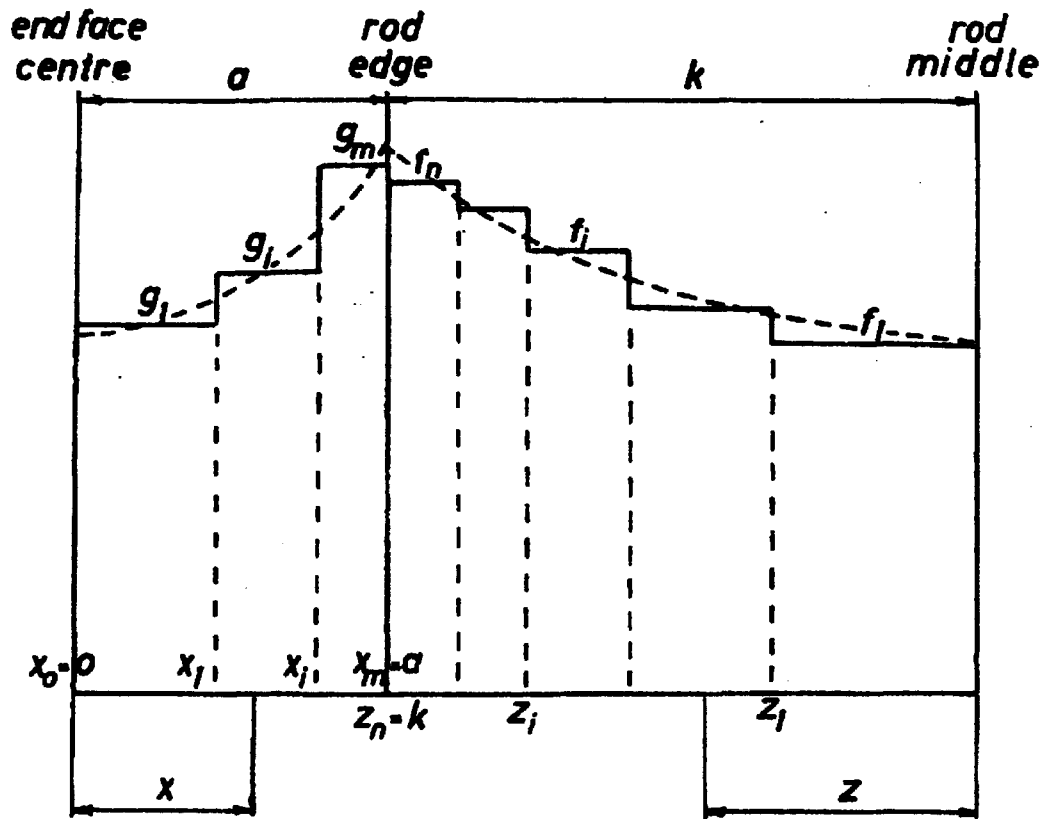 end face
centre
rod
edge
rod
middle
a
k
g_m
f_n
g_i
f_i
g_1
f_1
x_0=0
x_1
x_i
x_m=a
z_n=k
z_i
z_1
x
z